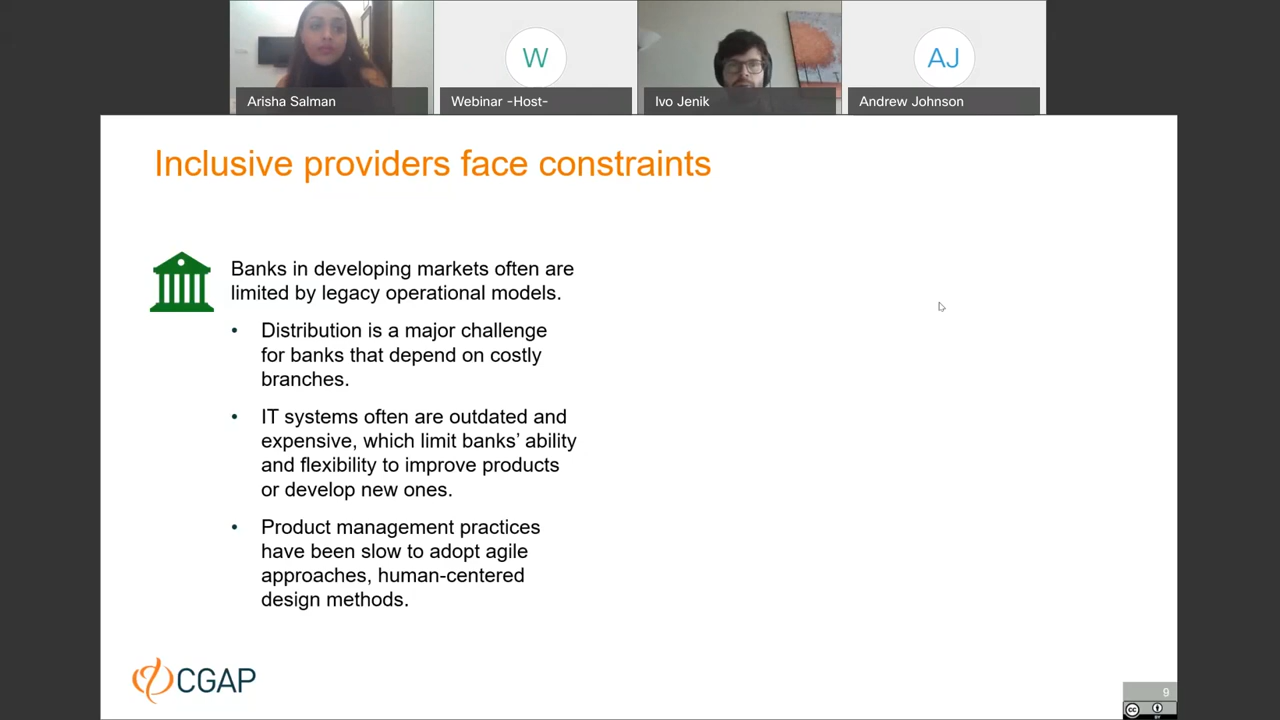 W
AJ
Arisha Salman
Webinar -Host-
Ivo Jenik
Andrew Johnson
Inclusive providers face constraints
Banks in developing markets often are
limited by legacy operational models.
• Distribution is a major challenge
for banks that depend on costly
branches.
• IT systems often are outdated and
expensive, which limit banks’ ability
and flexibility to improve products
or develop new ones.
• Product management practices
have been slow to adopt agile
approaches, human-centered
design methods.
CGAP
9
cc
BY